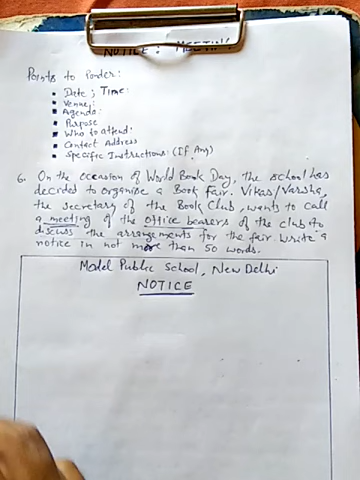 NOTICE: MEETING:
Points to Ponder:
▪ Date; Time:
▪ Venue:
▪ Agenda:
▪ Purpose
▪ Who to attend:
▪ Contact Address
▪ Specific Instructions: (If Any)
6. On the occasion of World Book Day, the school has
decided to organise a Book Fair. Vikas/Varsha,
the secretary of the Book Club, wants to call
a meeting of the office bearers of the club to
discuss the arrangements for the fair. Write a
notice in not more than 50 words.
Model Public School, New Delhi
NOTICE